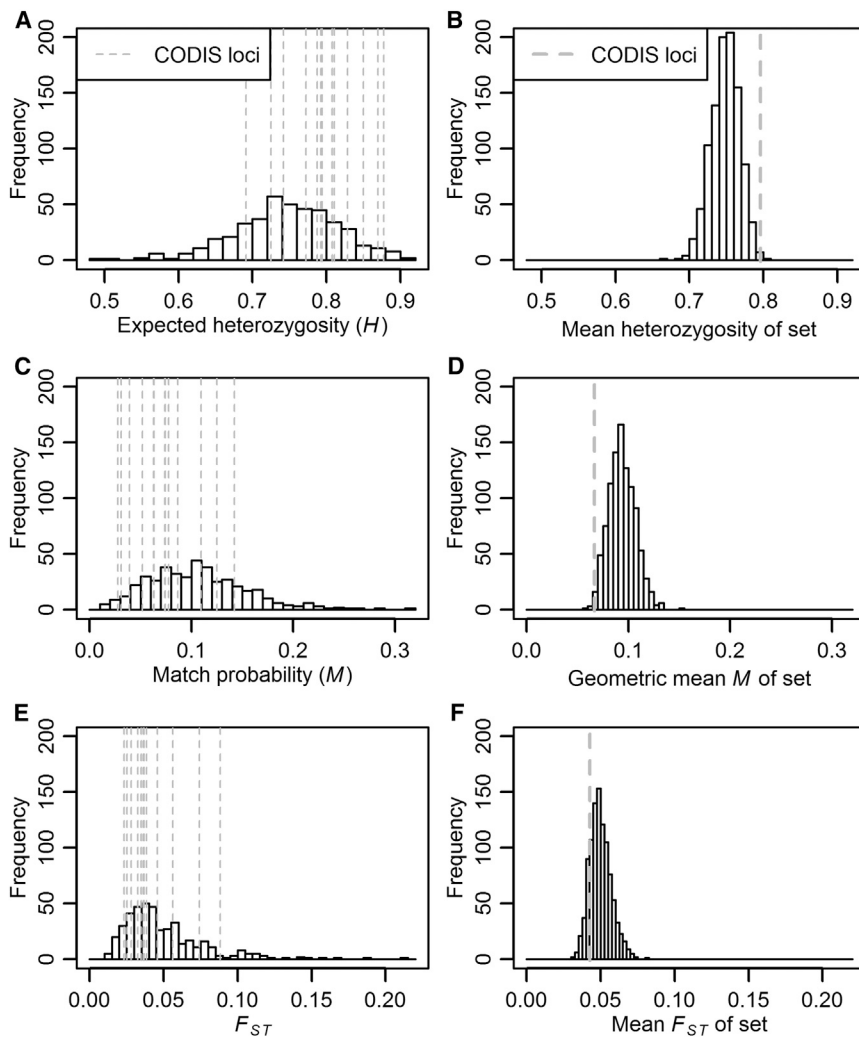 A
200
150
100
50
0
Frequency
CODIS loci
0.5 0.6 0.7 0.8 0.9
Expected heterozygosity (H)
B
200
150
100
50
0
Frequency
CODIS loci
0.5 0.6 0.7 0.8 0.9
Mean heterozygosity of set
C
200
150
100
50
0
Frequency
0.0 0.1 0.2 0.3
Match probability (M)
D
200
150
100
50
0
Frequency
0.0 0.1 0.2 0.3
Geometric mean M of set
E
200
150
100
50
0
Frequency
0.00 0.05 0.10 0.15 0.20
FST
F
200
150
100
50
0
Frequency
0.00 0.05 0.10 0.15 0.20
Mean FST of set